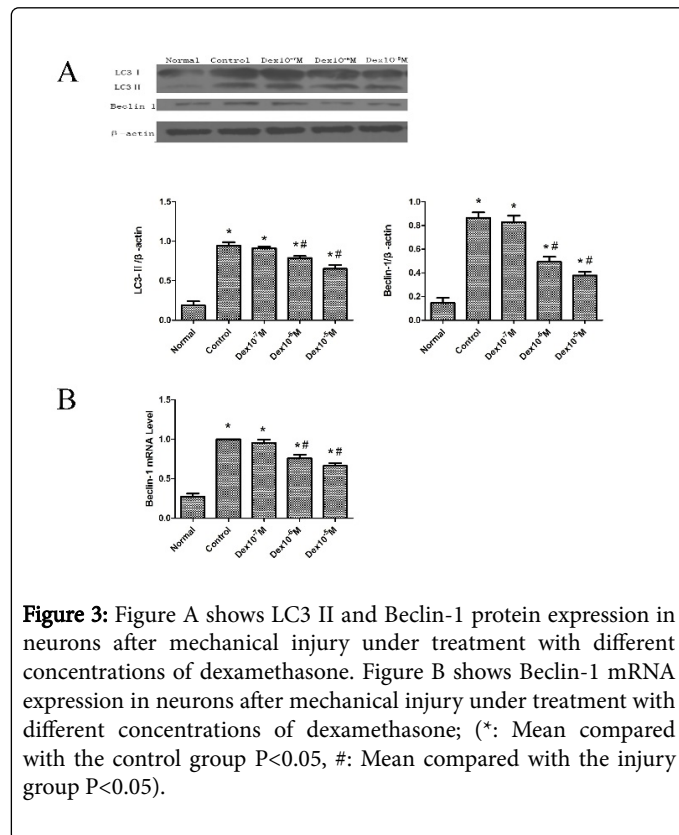 A
Normal Control Dex10⁻⁷M Dex10⁻⁶M Dex10⁻⁵M
LC3 I
LC3 II
Beclin 1
β-actin
LC3-II/β-actin
1.5
1.0
0.5
0.0
* * *# *#
Normal Control Dex10⁻⁷M Dex10⁻⁶M Dex10⁻⁵M
Beclin-1/β-actin
1.0
0.8
0.6
0.4
0.2
0.0
* * *# *#
Normal Control Dex10⁻⁷M Dex10⁻⁶M Dex10⁻⁵M
B
Beclin-1 mRNA Level
1.5
1.0
0.5
0.0
* * *# *#
Normal Control Dex10⁻⁷M Dex10⁻⁶M Dex10⁻⁵M
Figure 3: Figure A shows LC3 II and Beclin-1 protein expression in
neurons after mechanical injury under treatment with different
concentrations of dexamethasone. Figure B shows Beclin-1 mRNA
expression in neurons after mechanical injury under treatment with
different concentrations of dexamethasone; (*: Mean compared
with the control group P<0.05, #: Mean compared with the injury
group P<0.05).